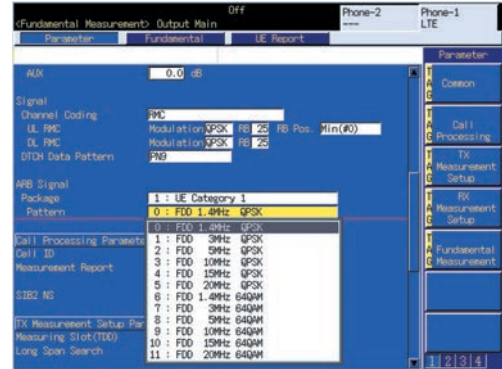 Off
<Fundamental Measurement> Output Main
Phone-2
----
Phone-1
LTE
Parameter
Fundamental
UE Report
Parameter
AUX 0.0 dB
Signal
Channel Coding RMC
UL RMC Modulation QPSK RB 25 RB Pos. Min(#0)
DL RMC Modulation QPSK RB 25
DTCH Data Pattern PN9
ARB Signal
Package 1 : UE Category 1
Pattern 0 : FDD 1.4MHz QPSK
0 : FDD 1.4MHz QPSK
1 : FDD 3MHz QPSK
2 : FDD 5MHz QPSK
3 : FDD 10MHz QPSK
4 : FDD 15MHz QPSK
5 : FDD 20MHz QPSK
6 : FDD 1.4MHz 64QAM
7 : FDD 3MHz 64QAM
8 : FDD 5MHz 64QAM
9 : FDD 10MHz 64QAM
10 : FDD 15MHz 64QAM
11 : FDD 20MHz 64QAM
Call Processing Paramete
Cell ID
Measurement Report
SIB2 NS
TX Measurement Setup Par
Measuring Slot(TDD)
Long Span Search
TAG Common
TAG Call Processing
TAG TX Measurement Setup
TAG RX Measurement Setup
TAG Fundamental Measurement
1 2 3 4